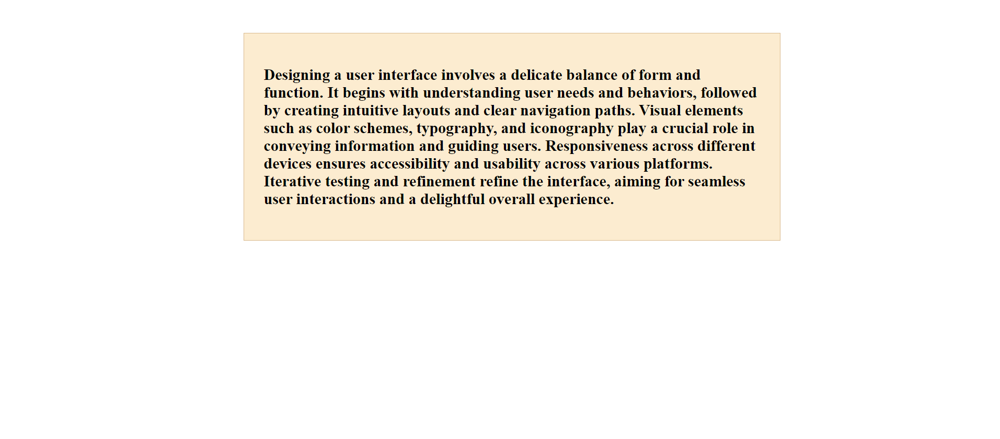 Designing a user interface involves a delicate balance of form and
function. It begins with understanding user needs and behaviors, followed
by creating intuitive layouts and clear navigation paths. Visual elements
such as color schemes, typography, and iconography play a crucial role in
conveying information and guiding users. Responsiveness across different
devices ensures accessibility and usability across various platforms.
Iterative testing and refinement refine the interface, aiming for seamless
user interactions and a delightful overall experience.